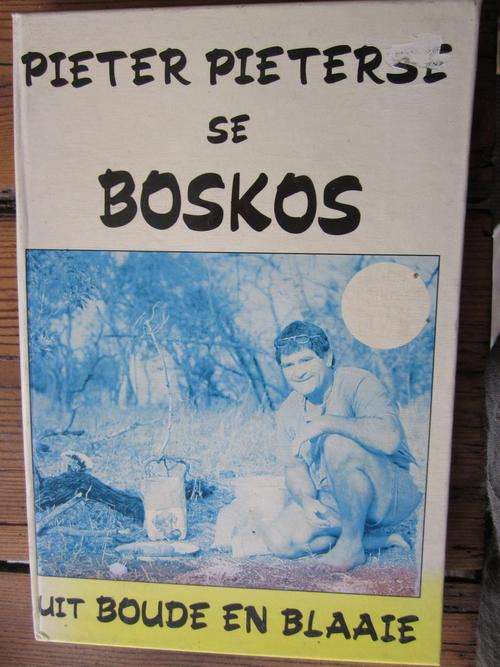 PIETER PIETERSE
SE
BOSKOS
UIT BOUDE EN BLAAIE